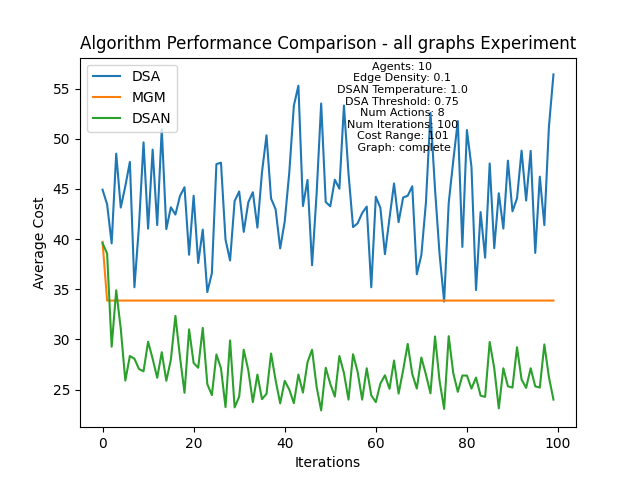 Algorithm Performance Comparison - all graphs Experiment
DSA
MGM
DSAN
Agents: 10
Edge Density: 0.1
DSAN Temperature: 1.0
DSA Threshold: 0.75
Num Actions: 8
Num Iterations: 100
Cost Range: 101
Graph: complete
Average Cost
55
50
45
40
35
30
25
0 20 40 60 80 100
Iterations